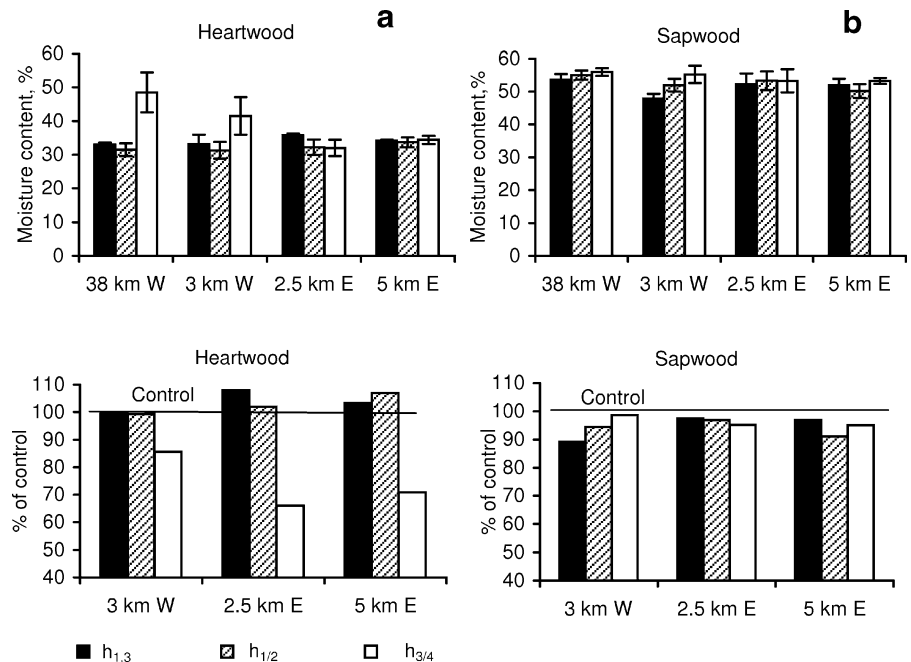 a
Heartwood
Moisture content, %
60
50
40
30
20
10
0
38 km W 3 km W 2.5 km E 5 km E
b
Sapwood
Moisture content,%
60
50
40
30
20
10
0
38 km W 3 km W 2.5 km E 5 km E
Heartwood
% of control
110
100
90
80
70
60
50
40
Control
3 km W 2.5 km E 5 km E
Sapwood
% of control
110
100
90
80
70
60
50
40
Control
3 km W 2.5 km E 5 km E
h1.3 h1/2 h3/4